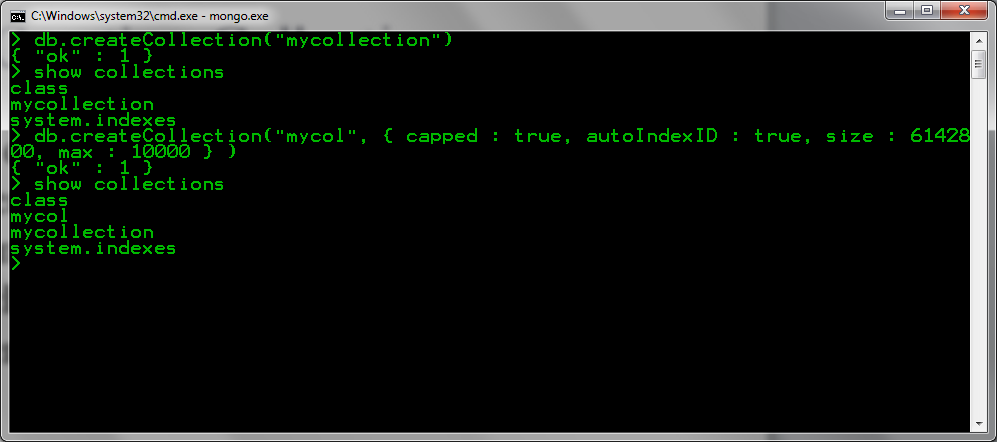 C:\Windows\system32\cmd.exe - mongo.exe
> db.createCollection("mycollection")
{ "ok" : 1 }
> show collections
class
mycollection
system.indexes
> db.createCollection("mycol", { capped : true, autoIndexID : true, size : 61428
00, max : 10000 } )
{ "ok" : 1 }
> show collections
class
mycol
mycollection
system.indexes
>